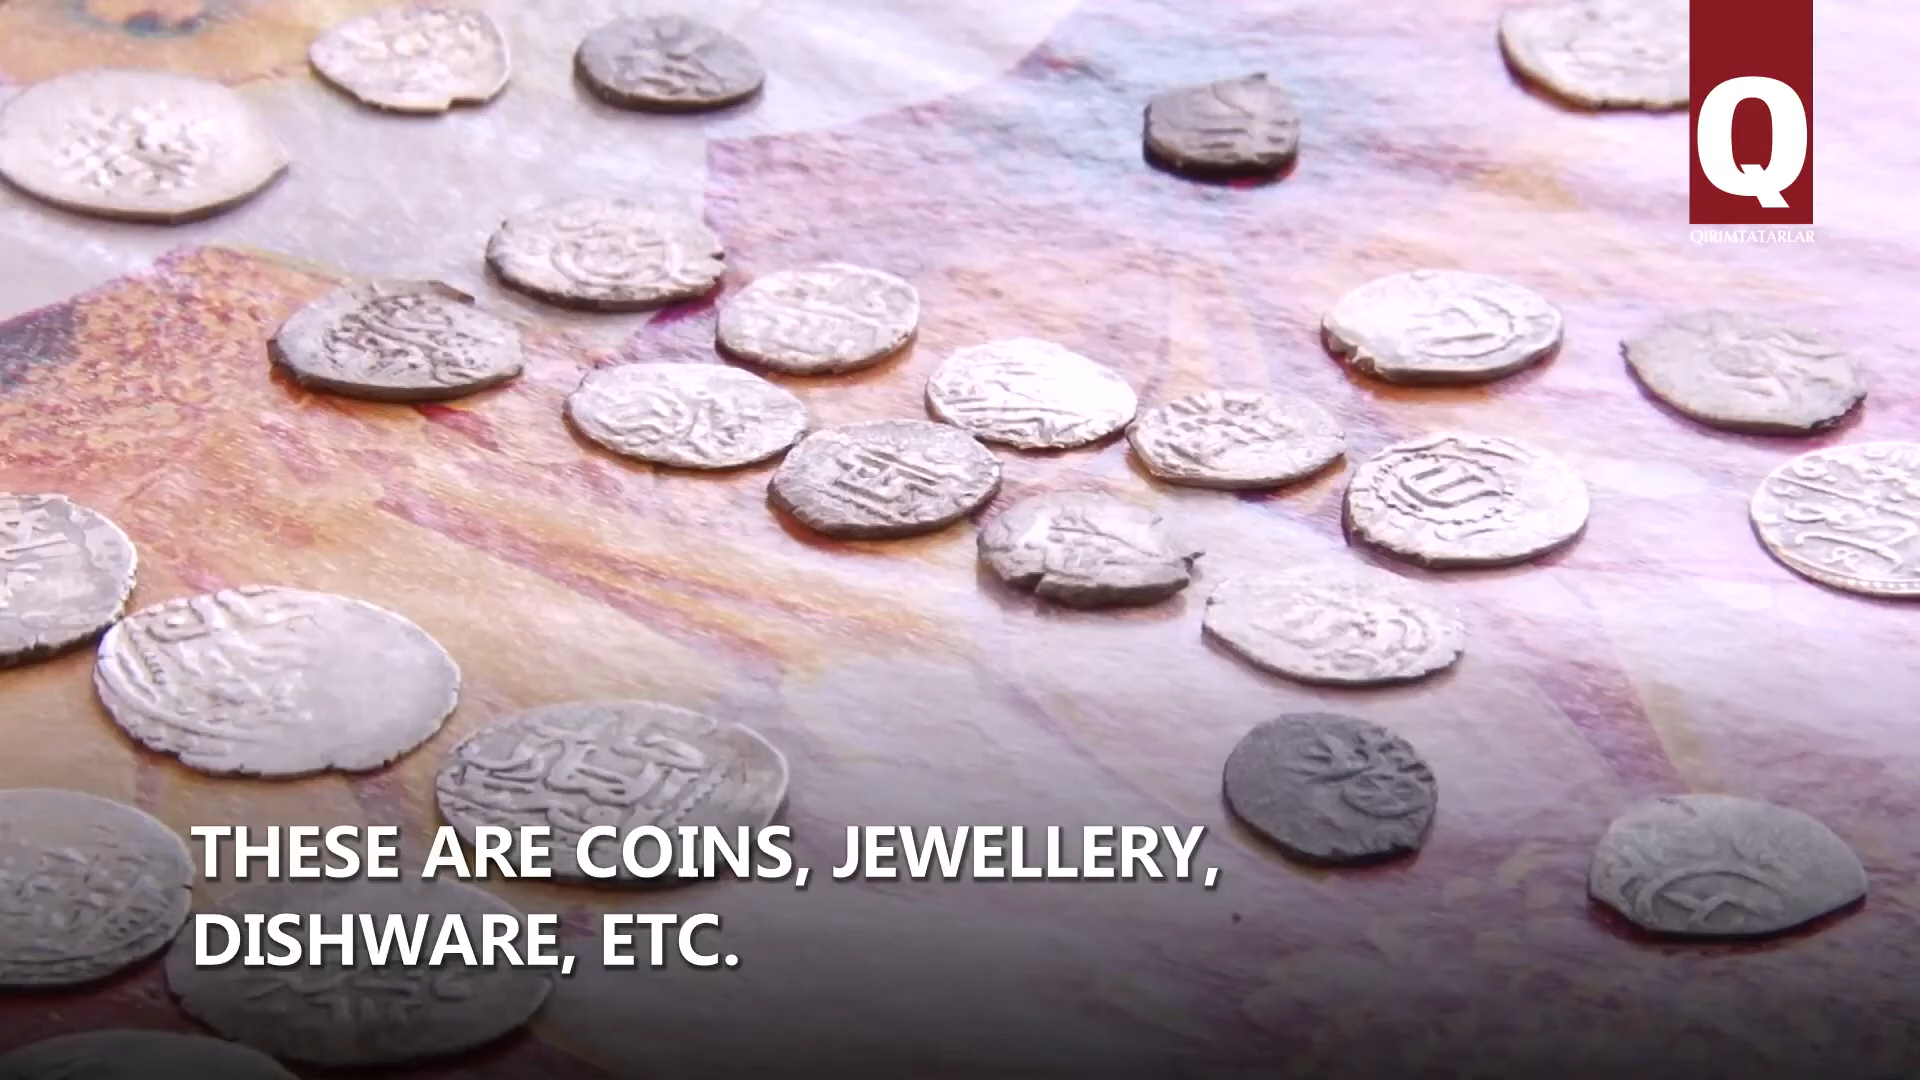 Q
QIRIMTATARLAR
THESE ARE COINS, JEWELLERY,
DISHWARE, ETC.